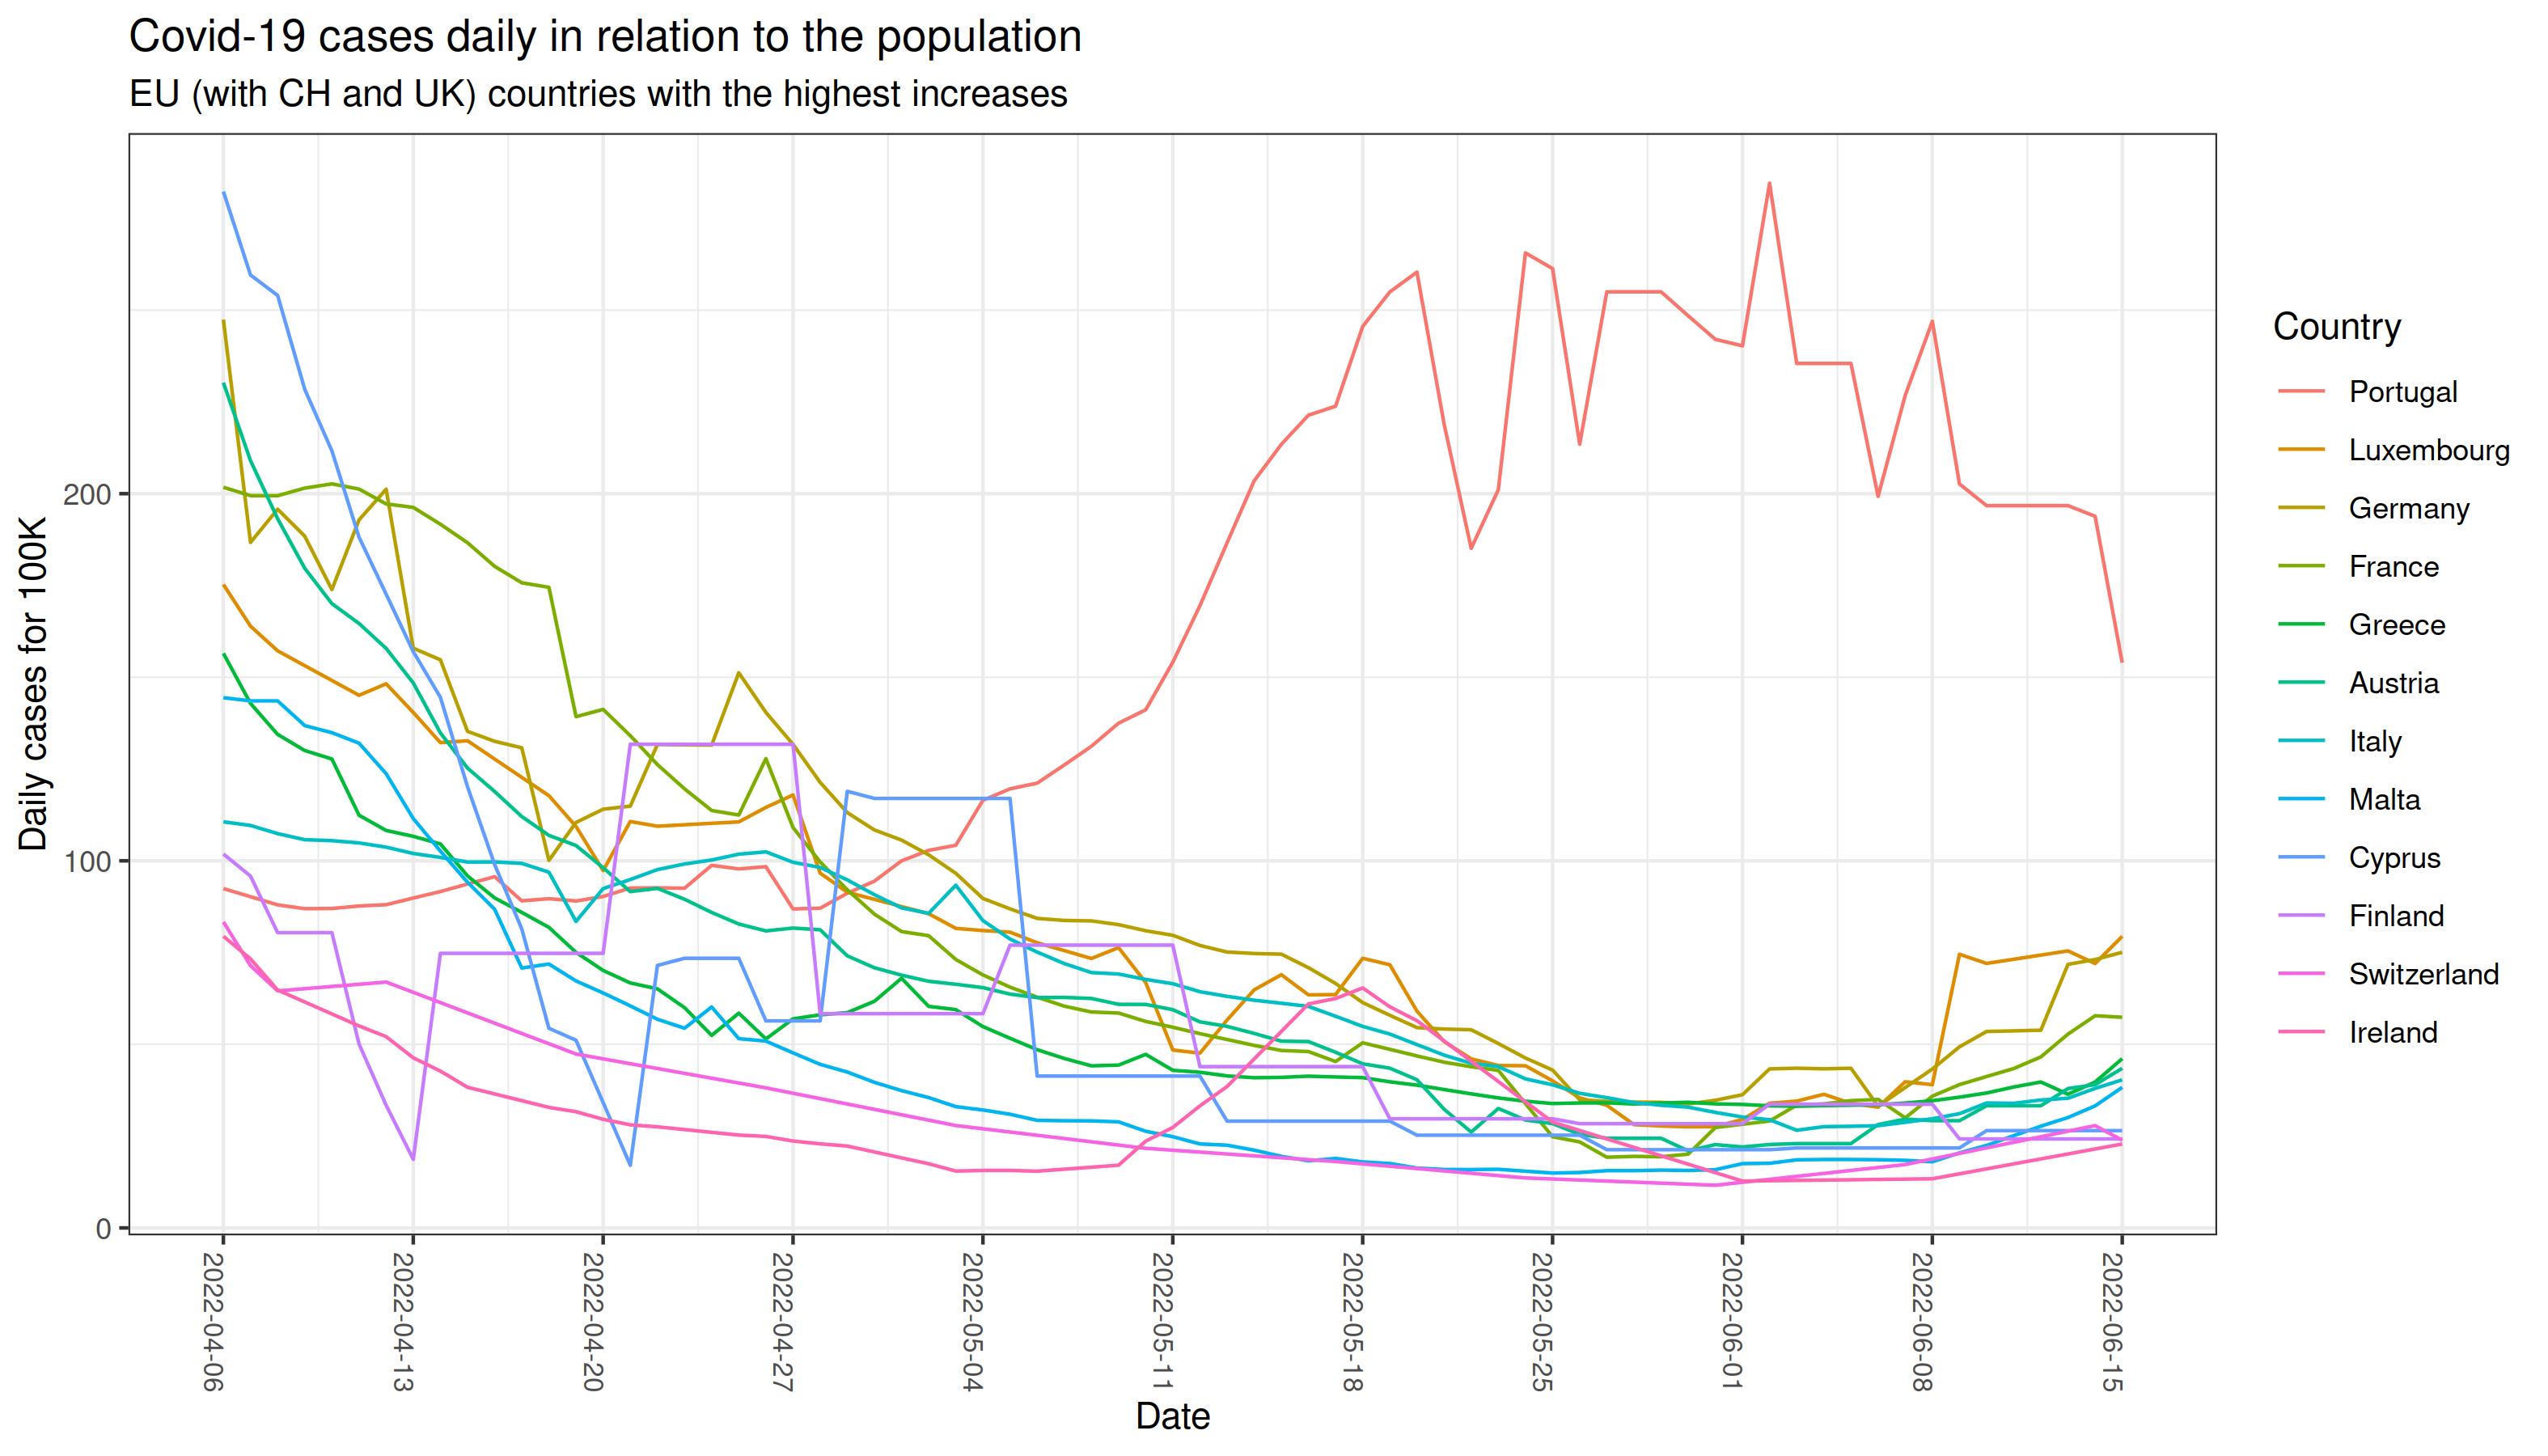 Covid-19 cases daily in relation to the population
EU (with CH and UK) countries with the highest increases
Daily cases for 100K
200
100
0
2022-04-06
2022-04-13
2022-04-20
2022-04-27
2022-05-04
2022-05-11
2022-05-18
2022-05-25
2022-06-01
2022-06-08
2022-06-15
Date
Country
Portugal
Luxembourg
Germany
France
Greece
Austria
Italy
Malta
Cyprus
Finland
Switzerland
Ireland